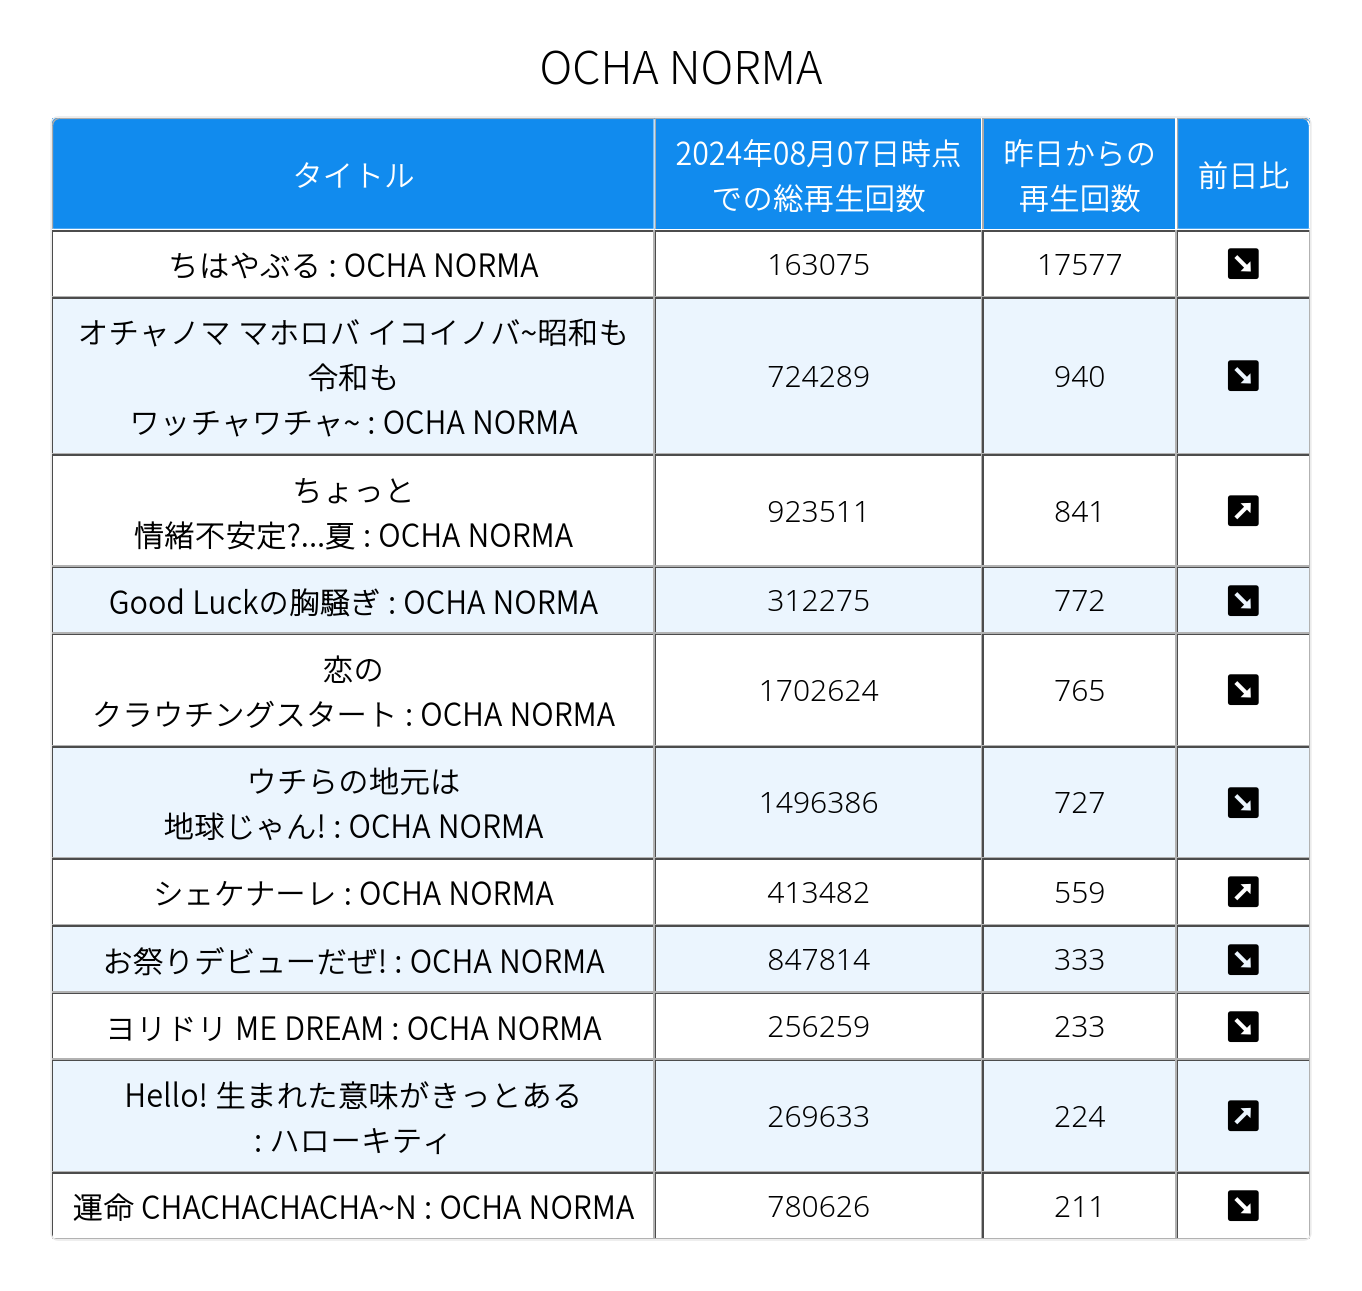 OCHA NORMA
タイトル
2024年08月07日時点
での総再生回数
昨日からの
再生回数
前日比
ちはやぶる : OCHA NORMA
163075
17577
オチャノマ マホロバ イコイノバ~昭和も
令和も
ワッチャワチャ~ : OCHA NORMA
724289
940
ちょっと
情緒不安定?...夏 : OCHA NORMA
923511
841
Good Luckの胸騒ぎ : OCHA NORMA
312275
772
恋の
クラウチングスタート : OCHA NORMA
1702624
765
ウチらの地元は
地球じゃん! : OCHA NORMA
1496386
727
シェケナーレ : OCHA NORMA
413482
559
お祭りデビューだぜ! : OCHA NORMA
847814
333
ヨリドリ ME DREAM : OCHA NORMA
256259
233
Hello! 生まれた意味がきっとある
: ハローキティ
269633
224
運命 CHACHACHACHA~N : OCHA NORMA
780626
211